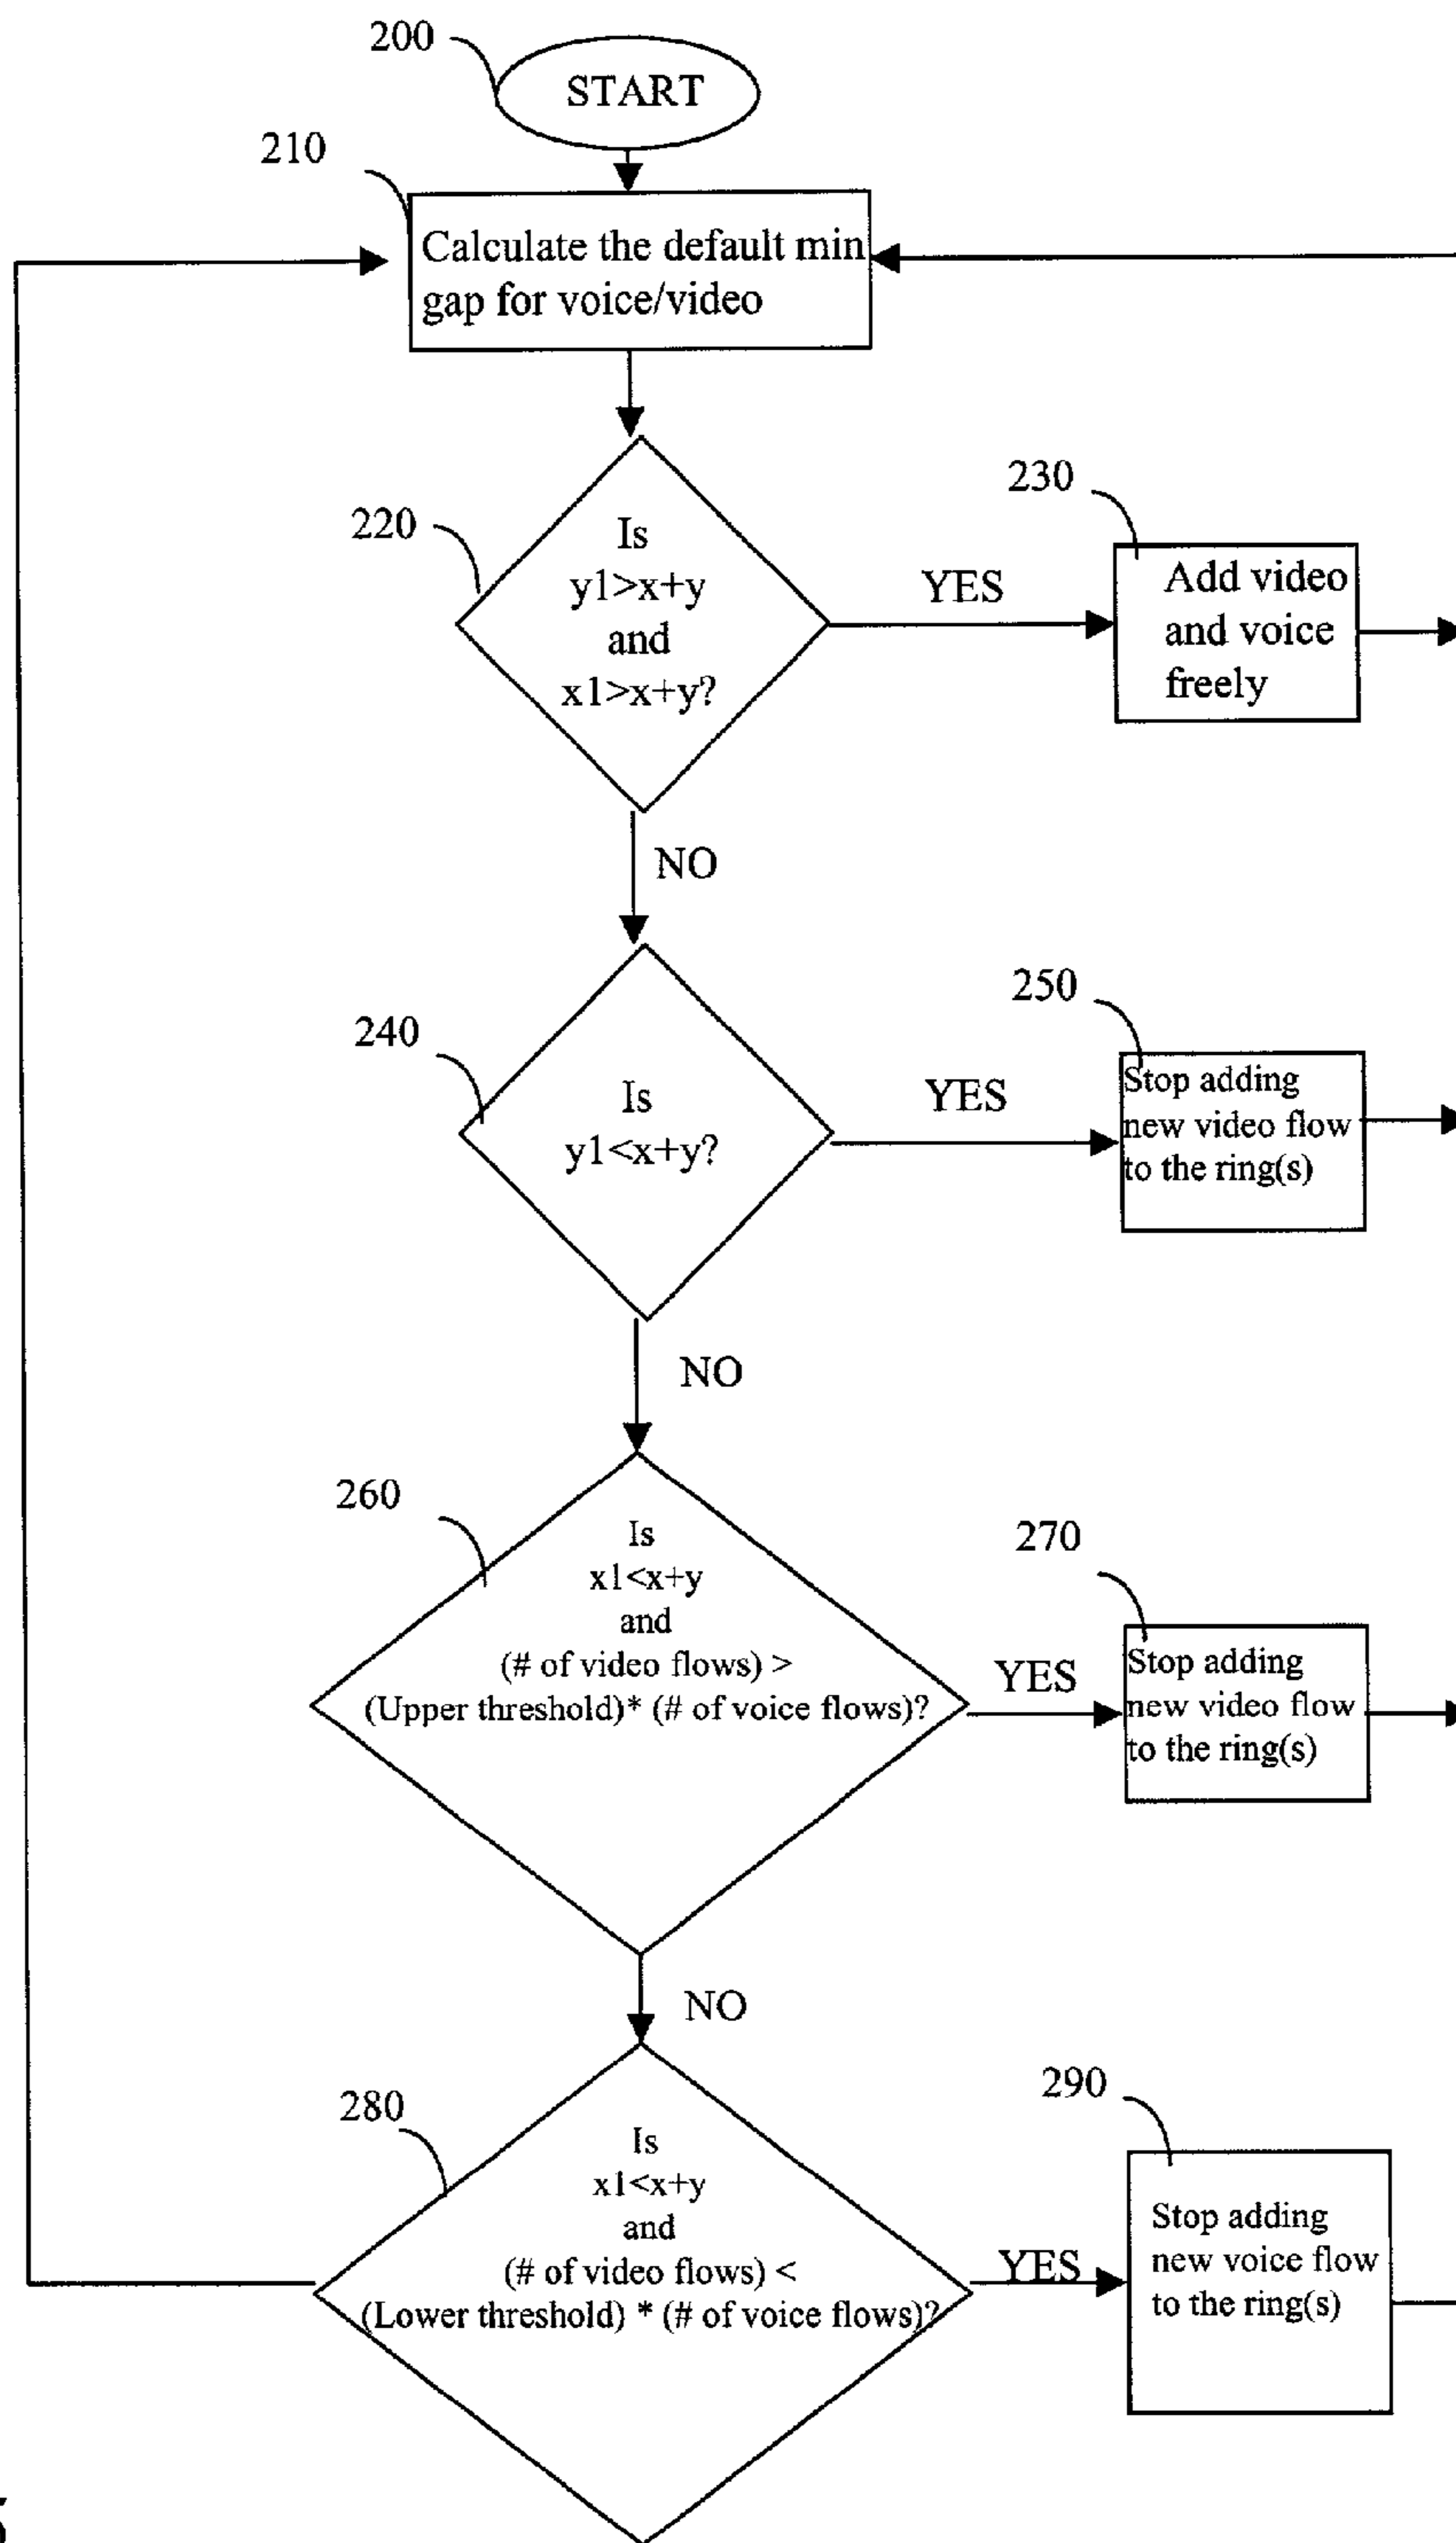 200
START
210
Calculate the default min
gap for voice/video
220
Is
y1>x+y
and
x1>x+y?
YES
230
Add video
and voice
freely
NO
240
Is
y1<x+y?
YES
250
Stop adding
new video flow
to the ring(s)
NO
260
Is
x1<x+y
and
(# of video flows) >
(Upper threshold)* (# of voice flows)?
YES
270
Stop adding
new video flow
to the ring(s)
NO
280
Is
x1<x+y
and
(# of video flows) <
(Lower threshold) * (# of voice flows)?
YES
290
Stop adding
new voice flow
to the ring(s)